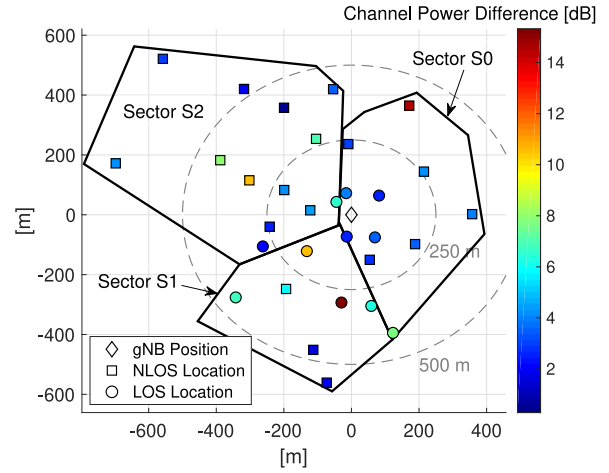 Channel Power Difference [dB]
600
400
200
0
-200
-400
-600
[m]
-600
-400
-200
0
200
400
[m]
Sector S0
Sector S2
Sector S1
250 m
500 m
gNB Position
NLOS Location
LOS Location
14
12
10
8
6
4
2